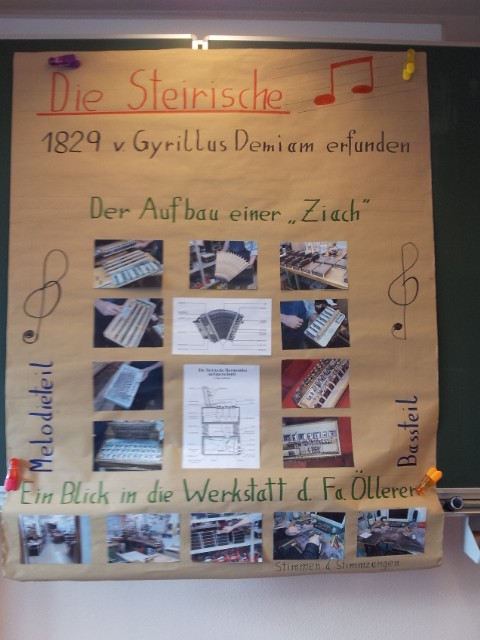 Die Steirische
1829 v Gyrillus Demiam erfunden
Der Aufbau einer „Ziach"
Melodieteil
Bassteil
Ein Blick in die Werkstatt d. Fa. Öllerer
Stimmen & Stimmzungen